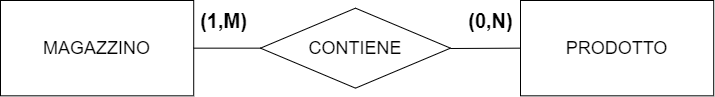 (1,M) (0,N)
MAGAZZINO CONTIENE PRODOTTO